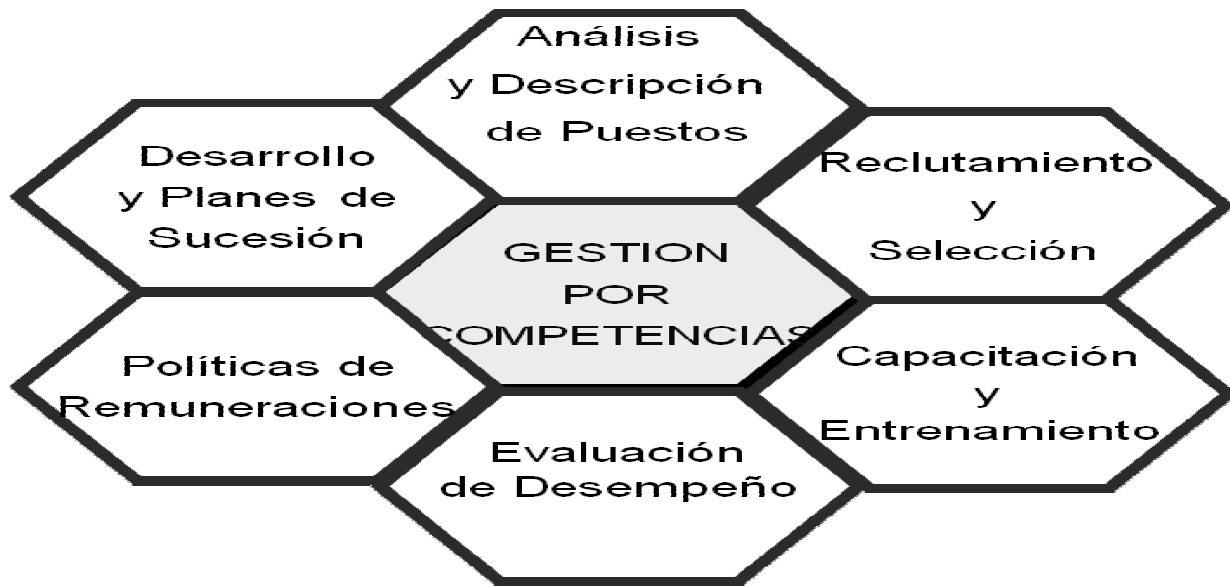 Análisis
y Descripción
de Puestos
Desarrollo
y Planes de
Sucesión
Reclutamiento
y
Selección
GESTION
POR
COMPETENCIAS
Políticas de
Remuneraciones
Capacitación
y
Entrenamiento
Evaluación
de Desempeño